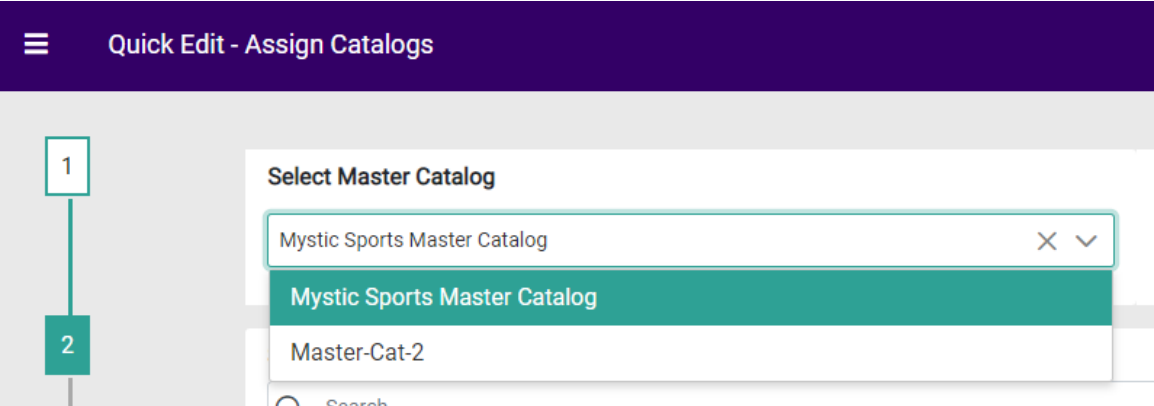 Quick Edit - Assign Catalogs
1
Select Master Catalog
Mystic Sports Master Catalog
Mystic Sports Master Catalog
Master-Cat-2
2
Search